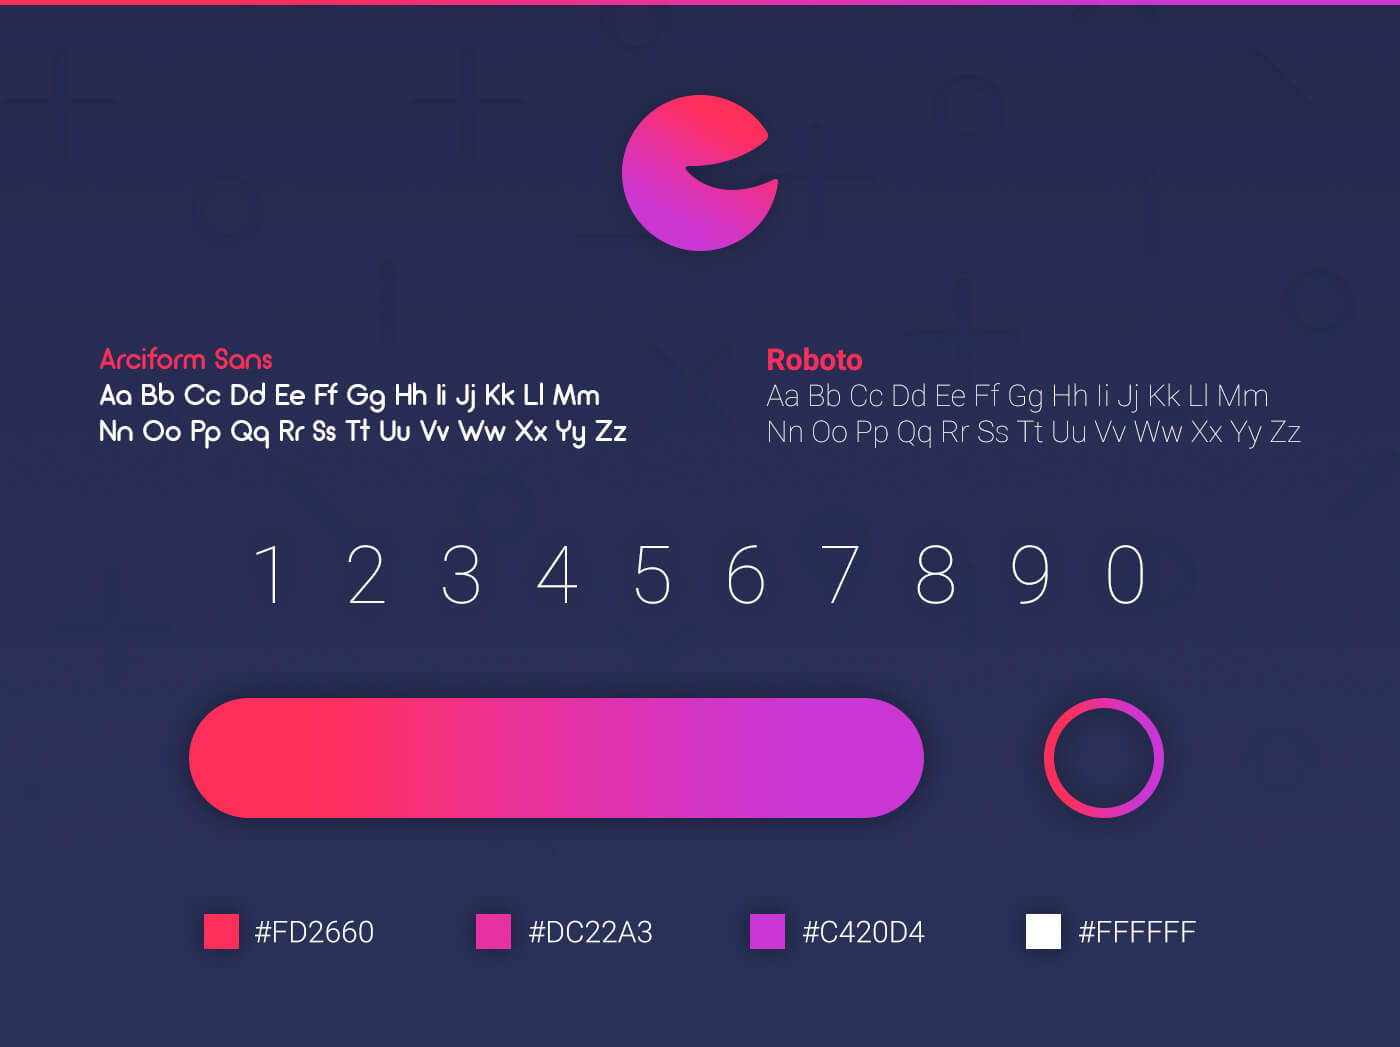 Arciform Sans
Aa Bb Cc Dd Ee Ff Gg Hh Ii Jj Kk Ll Mm
Nn Oo Pp Qq Rr Ss Tt Uu Vv Ww Xx Yy Zz
Roboto
Aa Bb Cc Dd Ee Ff Gg Hh Ii Jj Kk Ll Mm
Nn Oo Pp Qq Rr Ss Tt Uu Vv Ww Xx Yy Zz
1 2 3 4 5 6 7 8 9 0
#FD2660 #DC22A3 #C420D4 #FFFFFF